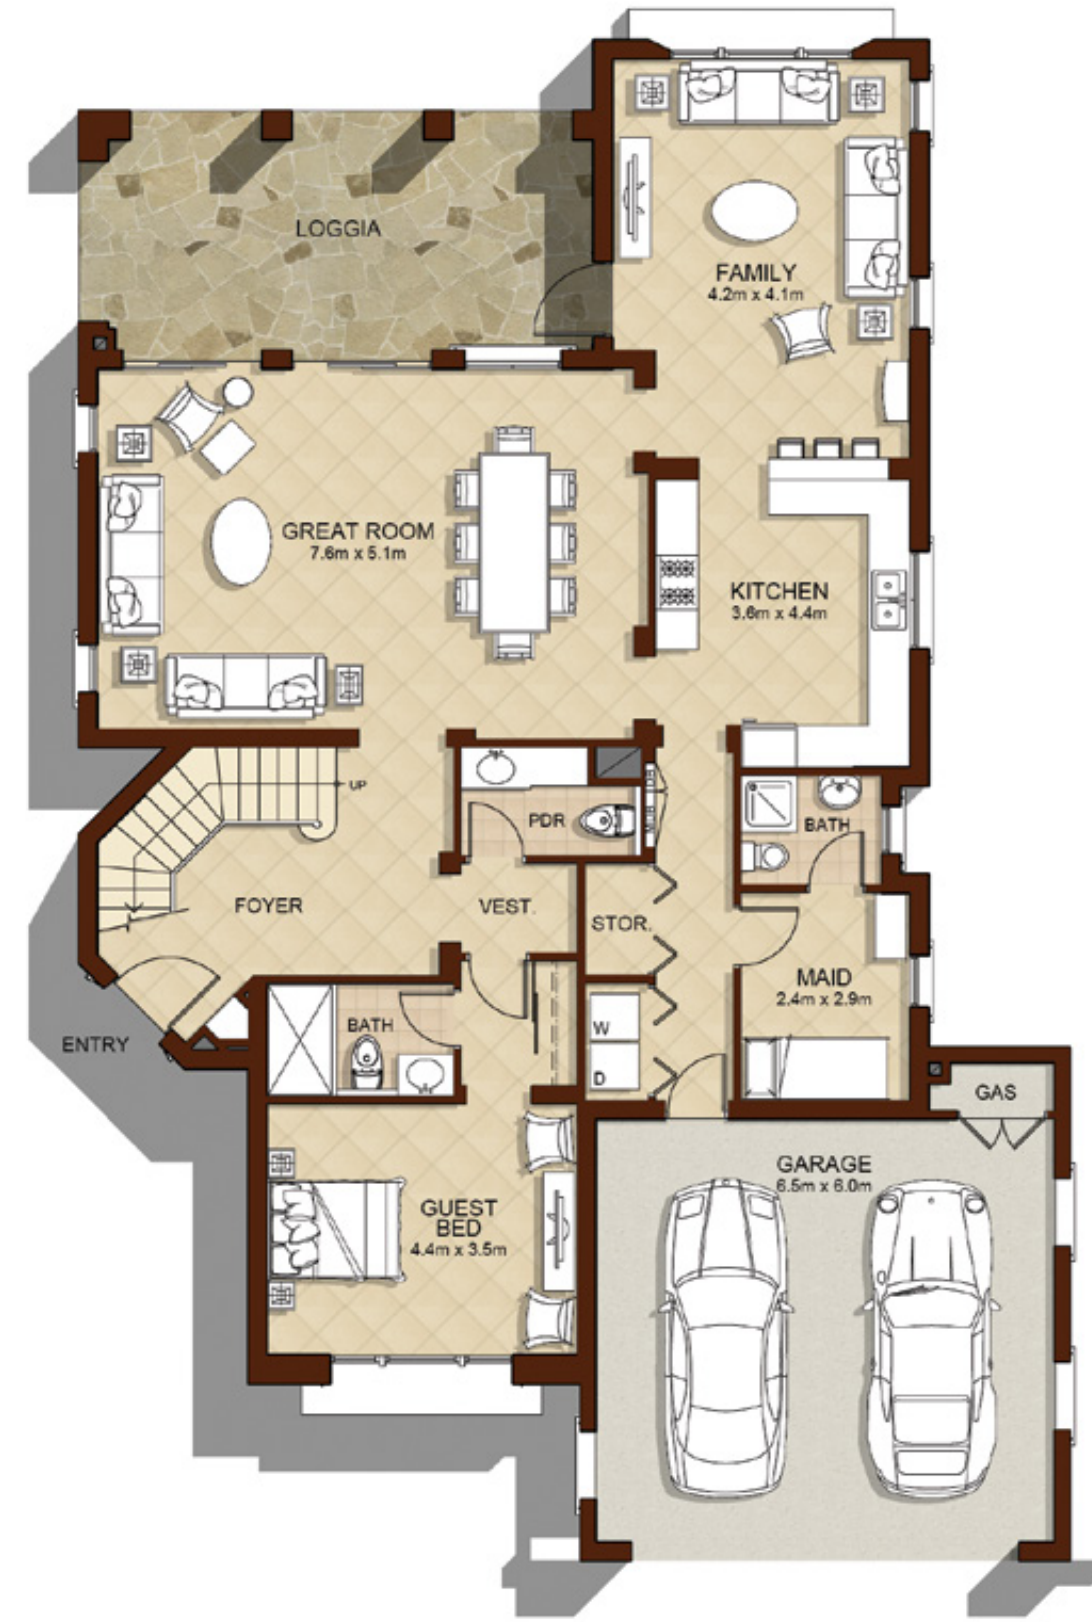 LOGGIA
FAMILY
4.2m x 4.1m
GREAT ROOM
7.6m x 5.1m
KITCHEN
3.6m x 4.4m
UP
DB
MDB
PDR
BATH
FOYER
VEST.
STOR.
MAID
2.4m x 2.9m
ENTRY
BATH
W
D
GAS
GARAGE
6.5m x 6.0m
GUEST
BED
4.4m x 3.5m